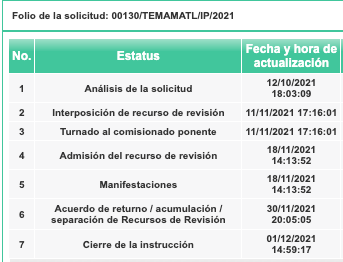 Folio de la solicitud: 00130/TEMAMATL/IP/2021
No. Estatus Fecha y hora de
actualización
1 Análisis de la solicitud 12/10/2021
18:03:09
2 Interposición de recurso de revisión 11/11/2021 17:16:01
3 Turnado al comisionado ponente 11/11/2021 17:16:01
4 Admisión del recurso de revisión 18/11/2021
14:13:52
5 Manifestaciones 18/11/2021
14:13:52
6 Acuerdo de returno / acumulación /
separación de Recursos de Revisión 30/11/2021
20:05:05
7 Cierre de la instrucción 01/12/2021
14:59:17